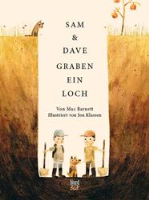 SAM
&
DAVE
GRABEN
EIN
LOCH
Von Mac Barnett
Illustriert von Jon Klassen